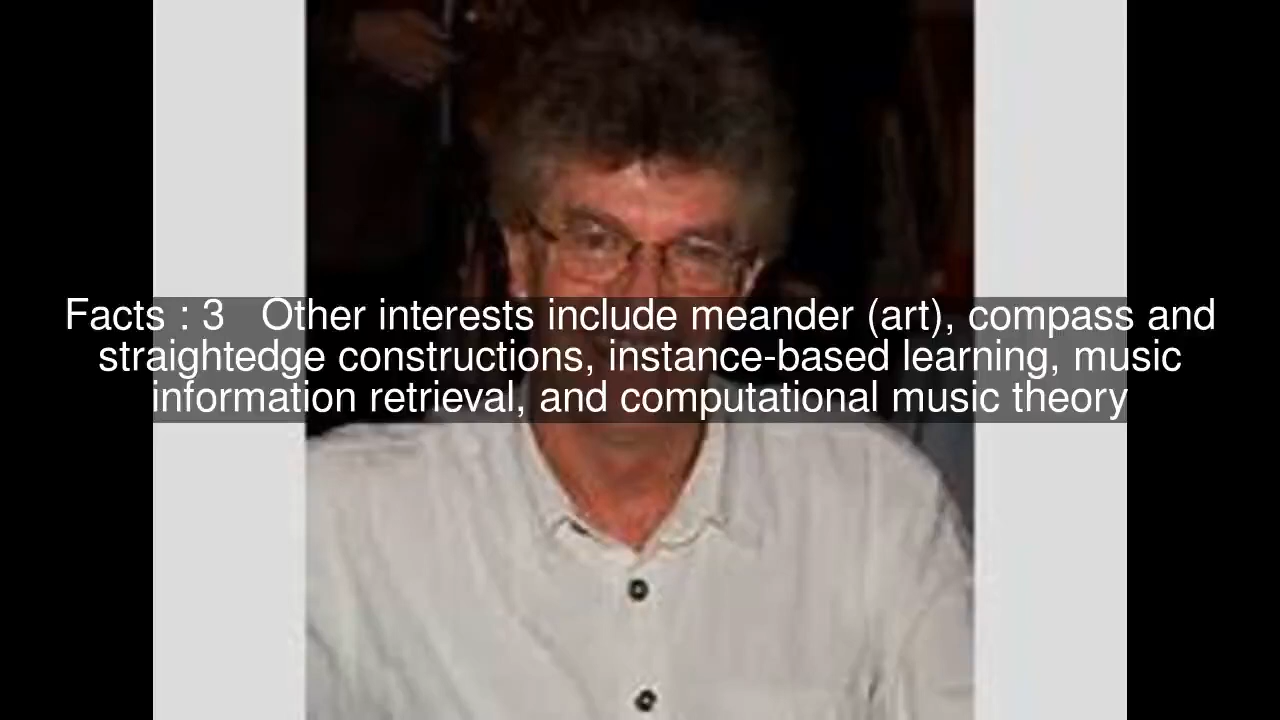 Facts : 3   Other interests include meander (art), compass and
straightedge constructions, instance-based learning, music
information retrieval, and computational music theory